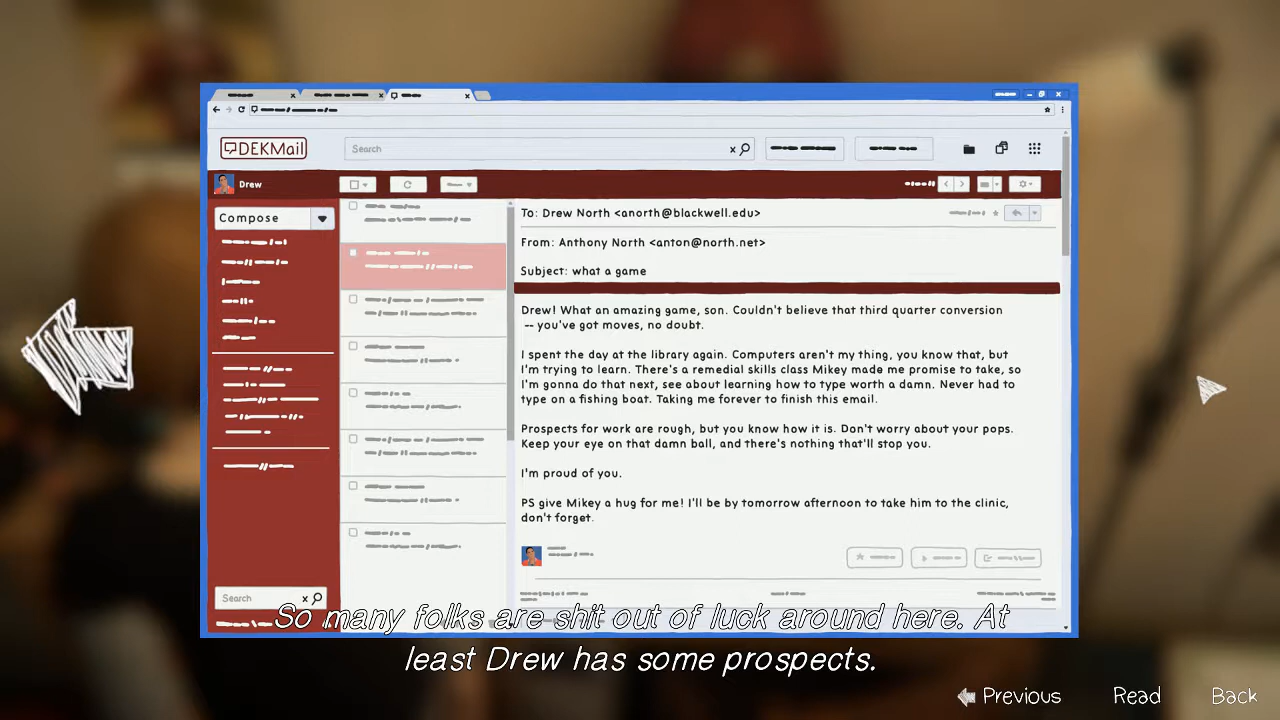 DEKMail
Search
Drew
Compose
To: Drew North <anorth@blackwell.edu>
From: Anthony North <anton@north.net>
Subject: what a game
Drew! What an amazing game, son. Couldn't believe that third quarter conversion
-- you've got moves, no doubt.
I spent the day at the library again. Computers aren't my thing, you know that, but
I'm trying to learn. There's a remedial skills class Mikey made me promise to take, so
I'm gonna do that next, see about learning how to type worth a damn. Never had to
type on a fishing boat. Taking me forever to finish this email.
Prospects for work are rough, but you know how it is. Don't worry about your pops.
Keep your eye on that damn ball, and there's nothing that'll stop you.
I'm proud of you.
PS give Mikey a hug for me! I'll be by tomorrow afternoon to take him to the clinic,
don't forget.
Search
So many folks are shit out of luck around here. At
least Drew has some prospects.
Previous
Read
Back